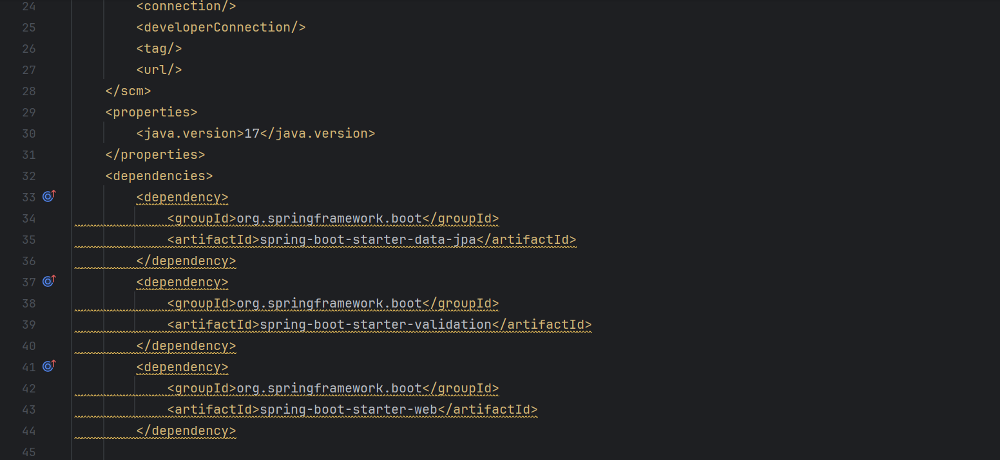 24 <connection/>
25 <developerConnection/>
26 <tag/>
27 <url/>
28 </scm>
29 <properties>
30 <java.version>17</java.version>
31 </properties>
32 <dependencies>
33 <dependency>
34 <groupId>org.springframework.boot</groupId>
35 <artifactId>spring-boot-starter-data-jpa</artifactId>
36 </dependency>
37 <dependency>
38 <groupId>org.springframework.boot</groupId>
39 <artifactId>spring-boot-starter-validation</artifactId>
40 </dependency>
41 <dependency>
42 <groupId>org.springframework.boot</groupId>
43 <artifactId>spring-boot-starter-web</artifactId>
44 </dependency>
45